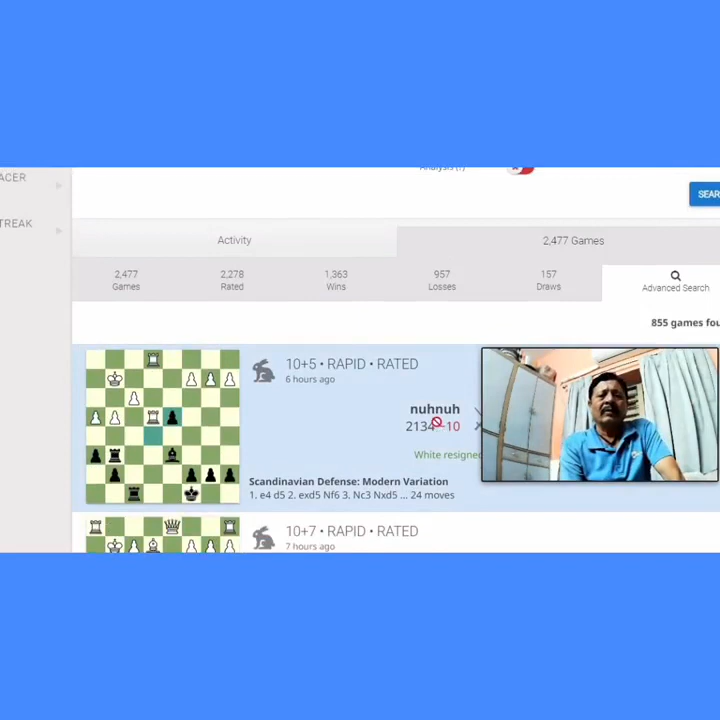 ACER
TREAK
Analysis (?)
SEAR
Activity
2,477 Games
2,477
Games
2,278
Rated
1,363
Wins
957
Losses
157
Draws
Advanced Search
855 games fou
10+5 • RAPID • RATED
6 hours ago
nuhnuh
2134 -10
White resigne
Scandinavian Defense: Modern Variation
1. e4 d5 2. exd5 Nf6 3. Nc3 Nxd5 ... 24 moves
10+7 • RAPID • RATED
7 hours ago